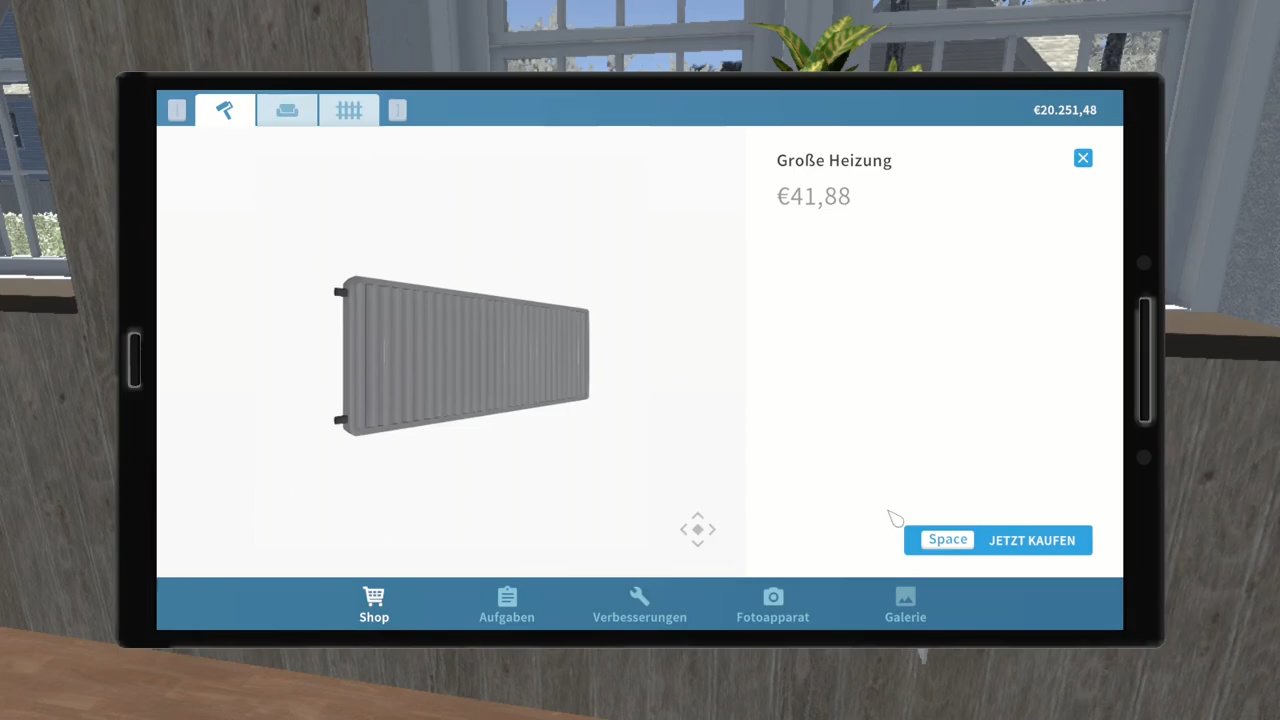 €20.251,48
Große Heizung
€41,88
Space JETZT KAUFEN
Shop
Aufgaben
Verbesserungen
Fotoapparat
Galerie